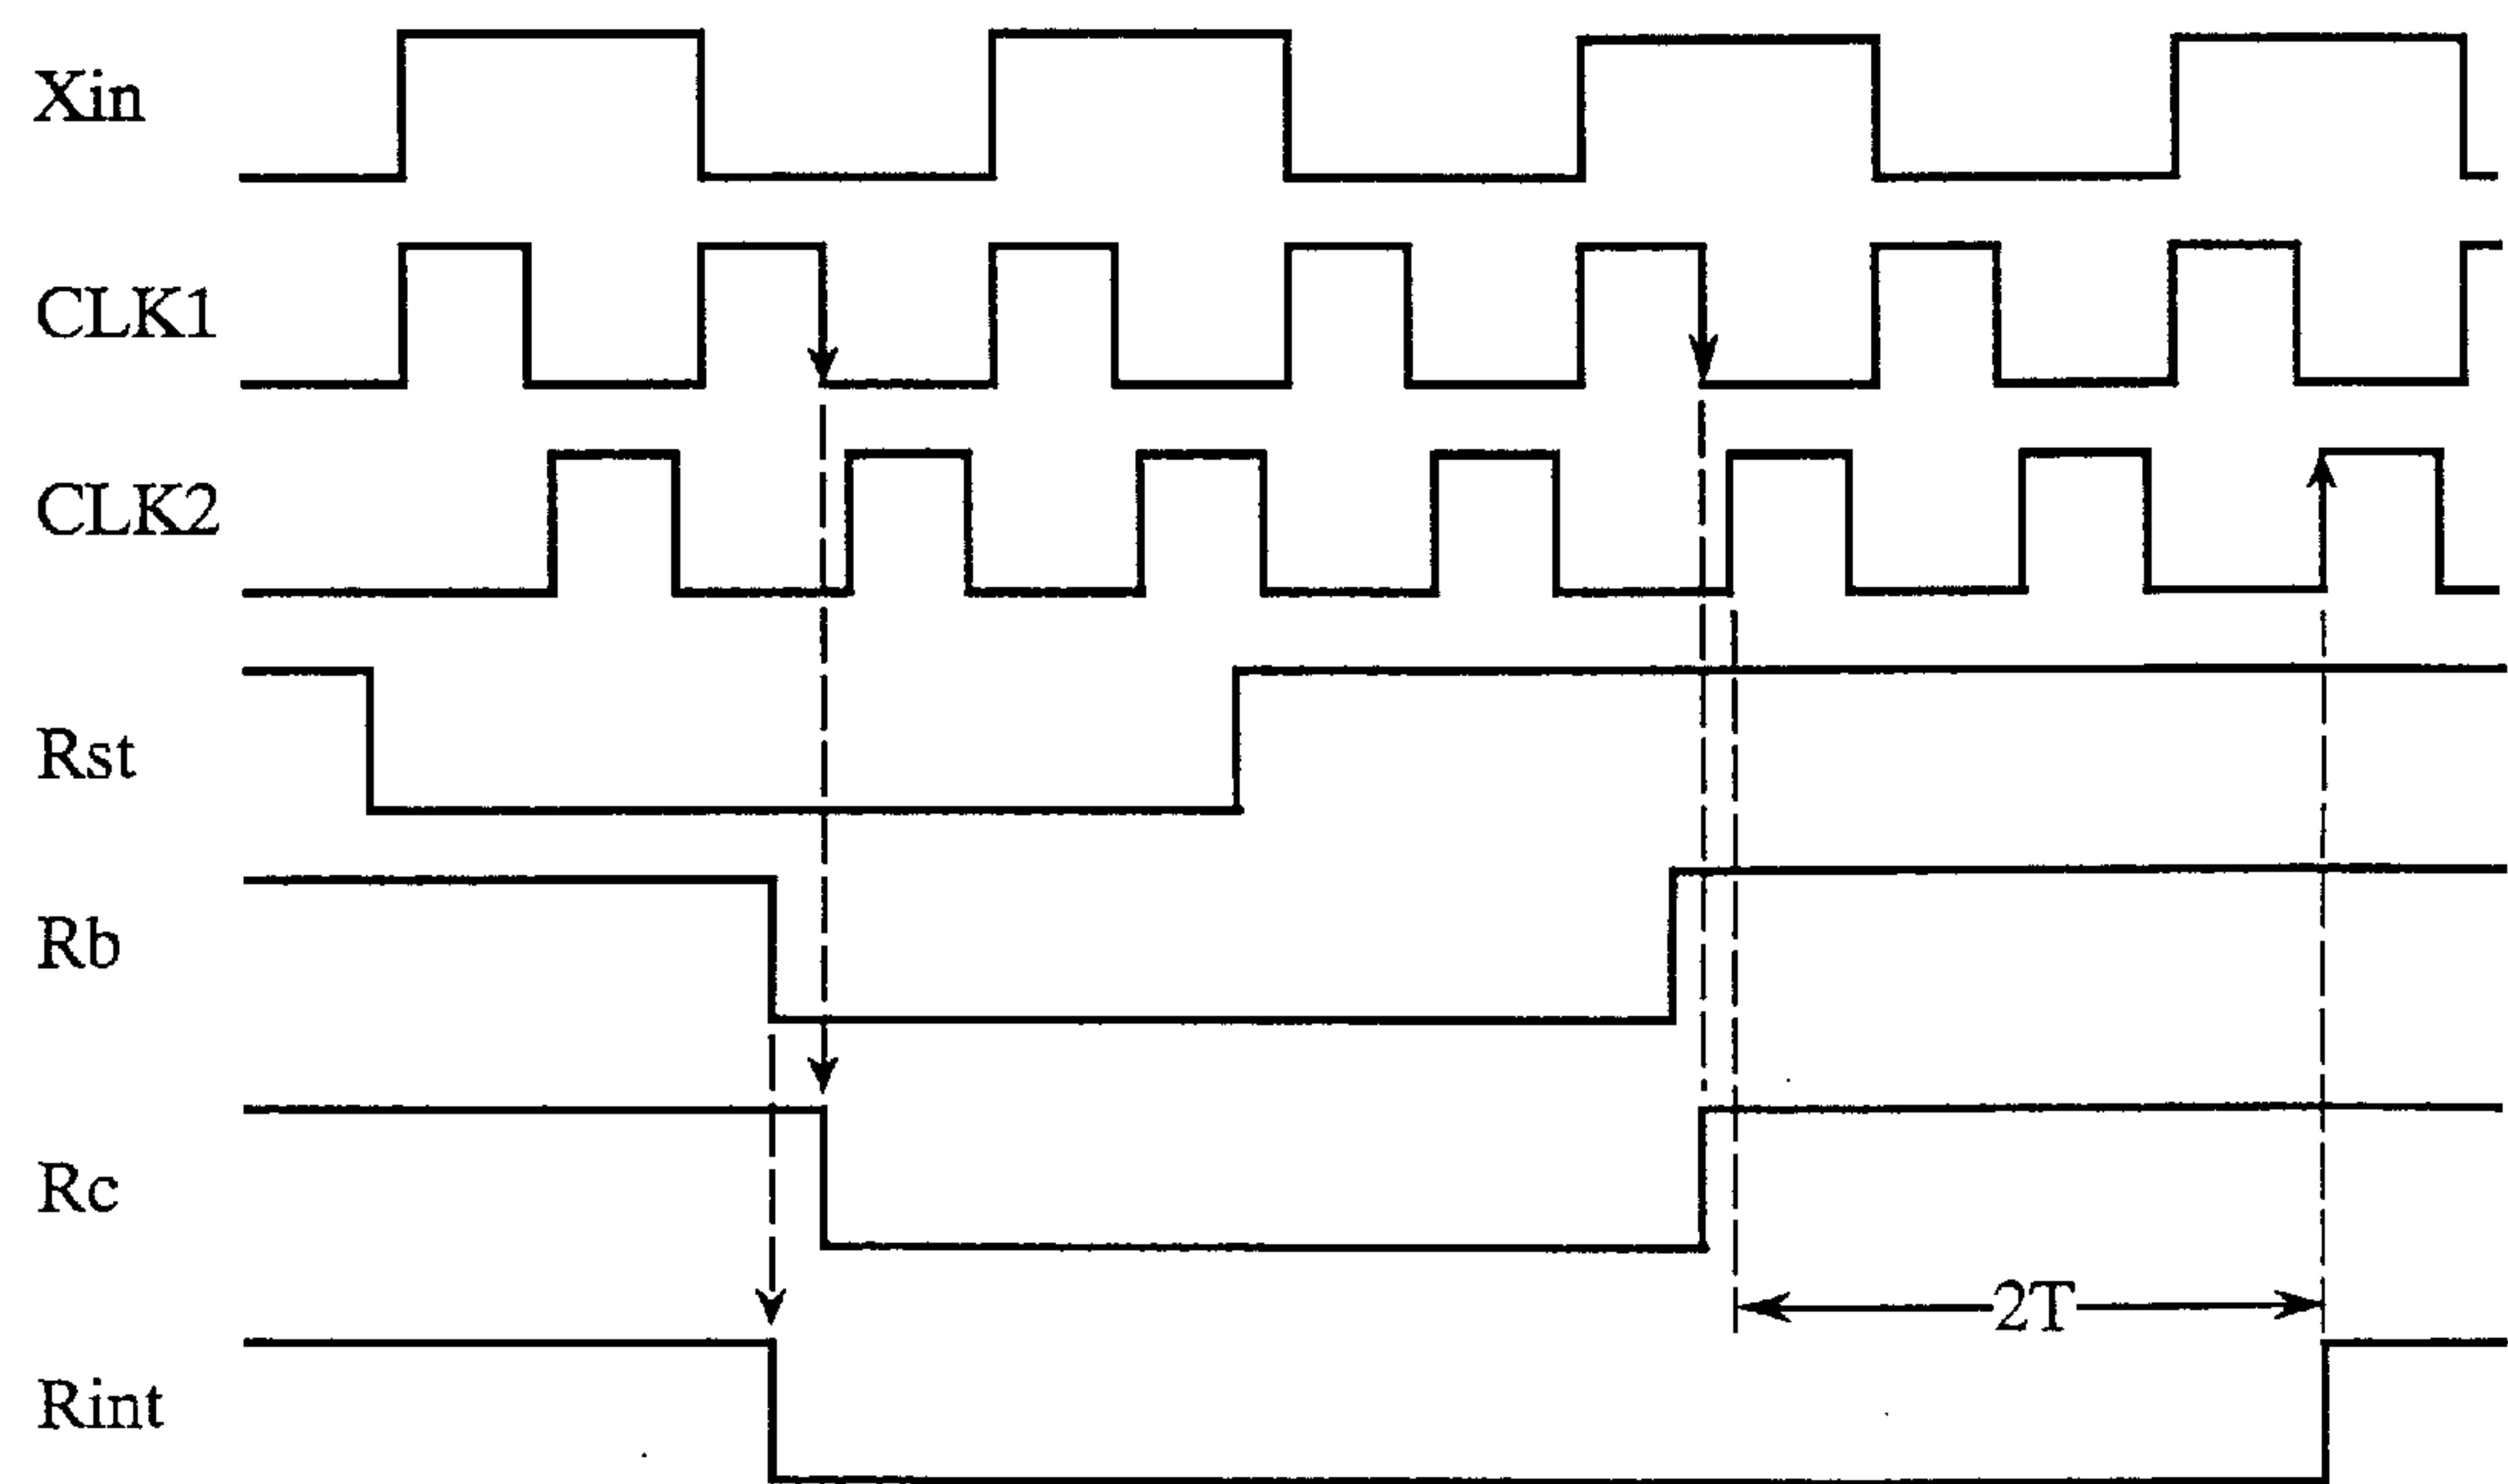 Xin
CLK1
CLK2
Rst
Rb
Rc
2T
Rint